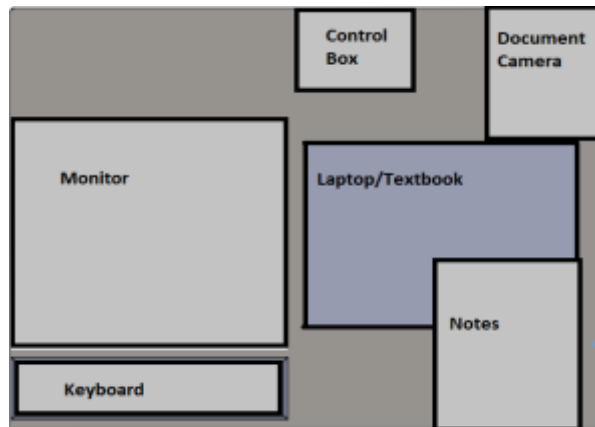 Control
Box
Document
Camera
Monitor
Laptop/Textbook
Notes
Keyboard